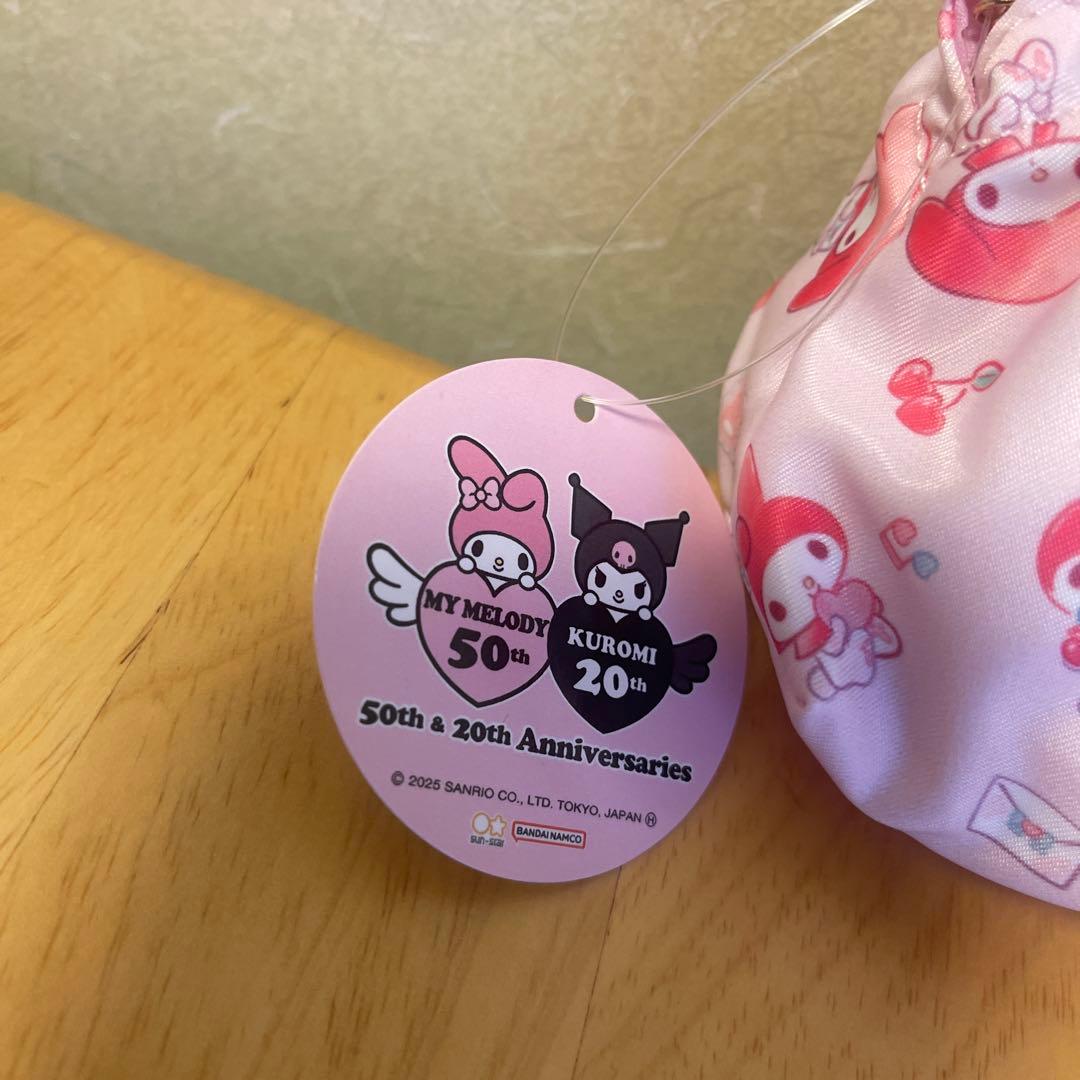 MY MELODY
50th
KUROMI
20th
50th & 20th Anniversaries
© 2025 SANRIO CO., LTD. TOKYO, JAPAN Ⓗ
sun-star
BANDAI NAMCO